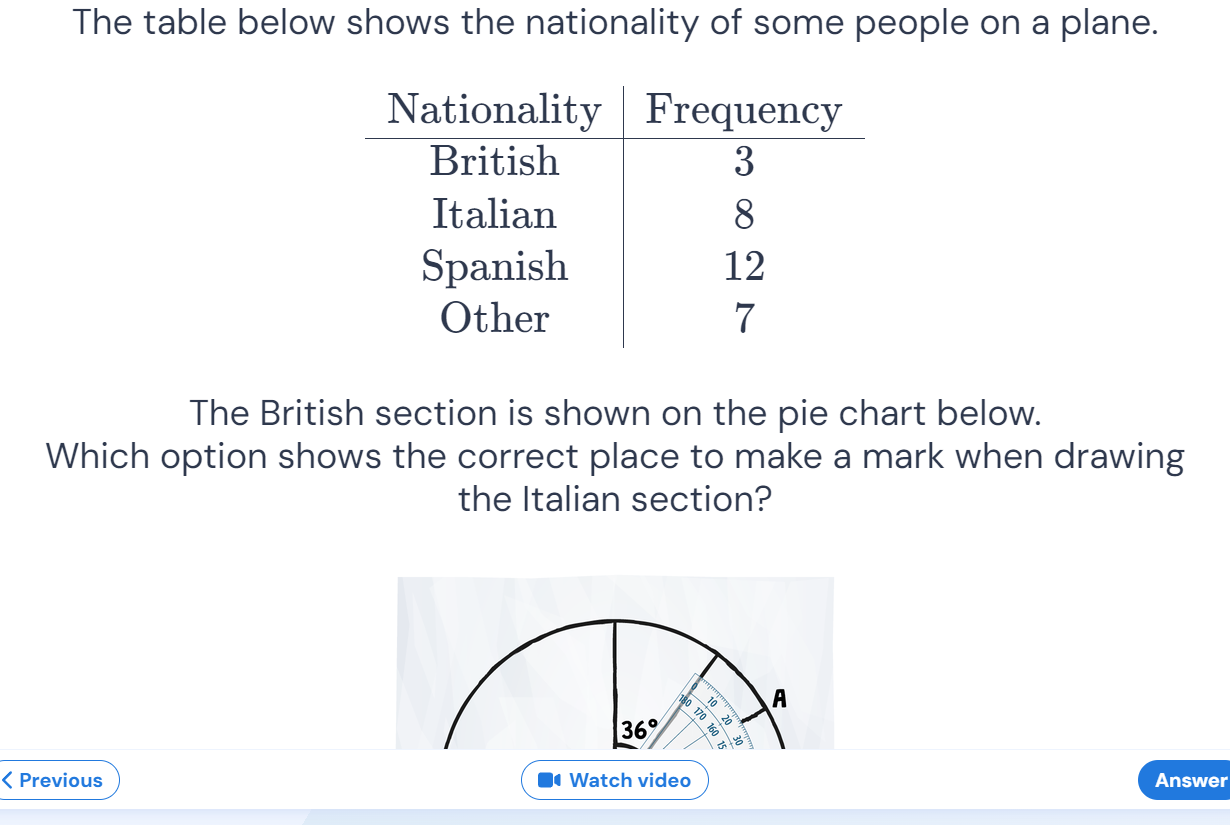 The table below shows the nationality of some people on a plane.
Nationality Frequency
British 3
Italian 8
Spanish 12
Other 7
The British section is shown on the pie chart below.
Which option shows the correct place to make a mark when drawing
the Italian section?
A
36°
0 10 20 30
180 170 160 15
Previous
Watch video
Answer